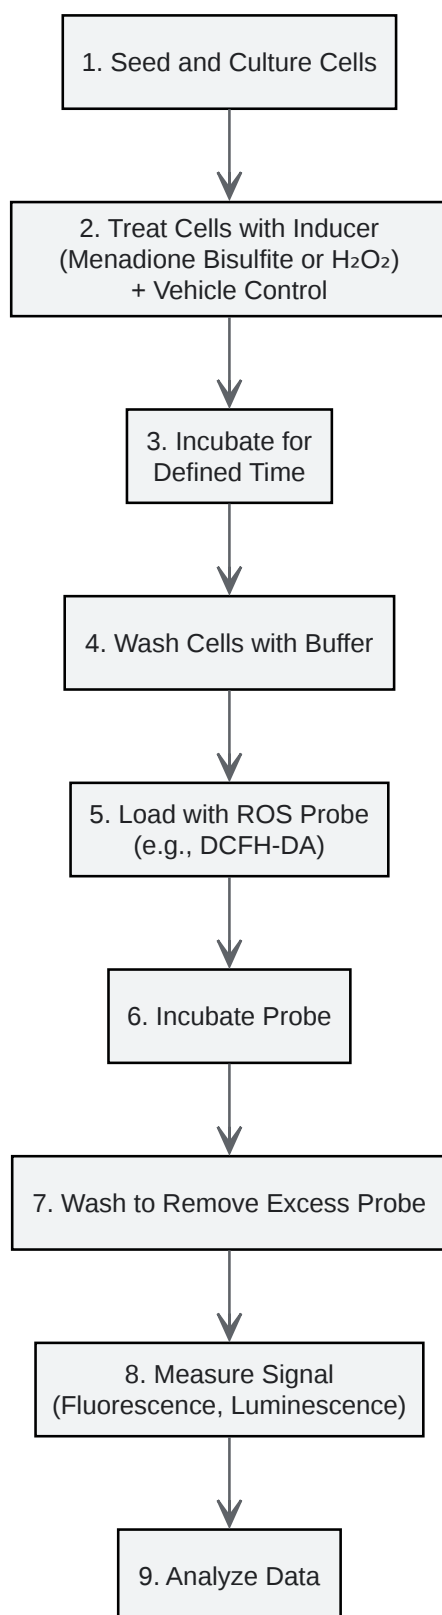 1. Seed and Culture Cells
2. Treat Cells with Inducer
(Menadione Bisulfite or H₂O₂)
+ Vehicle Control
3. Incubate for
Defined Time
4. Wash Cells with Buffer
5. Load with ROS Probe
(e.g., DCFH-DA)
6. Incubate Probe
7. Wash to Remove Excess Probe
8. Measure Signal
(Fluorescence, Luminescence)
9. Analyze Data